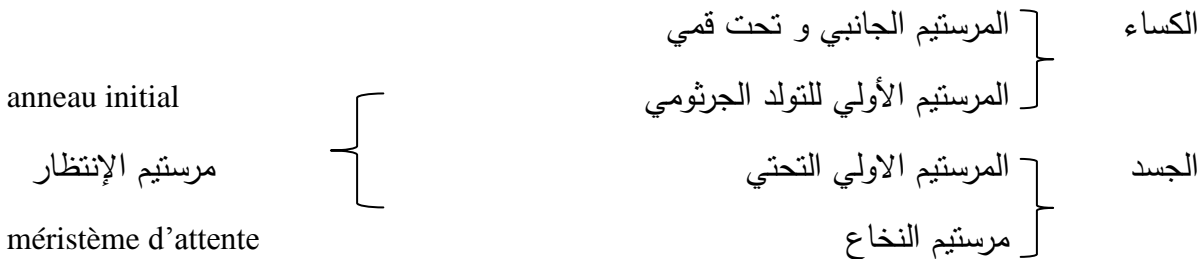 الكساء المرستيم الجانبي و تحت قمي
المرستيم الأولي للتولد الجرثومي anneau initial
الجسد المرستيم الاولي التحتي مرستيم الإنتظار
مرستيم النخاع méristème d’attente